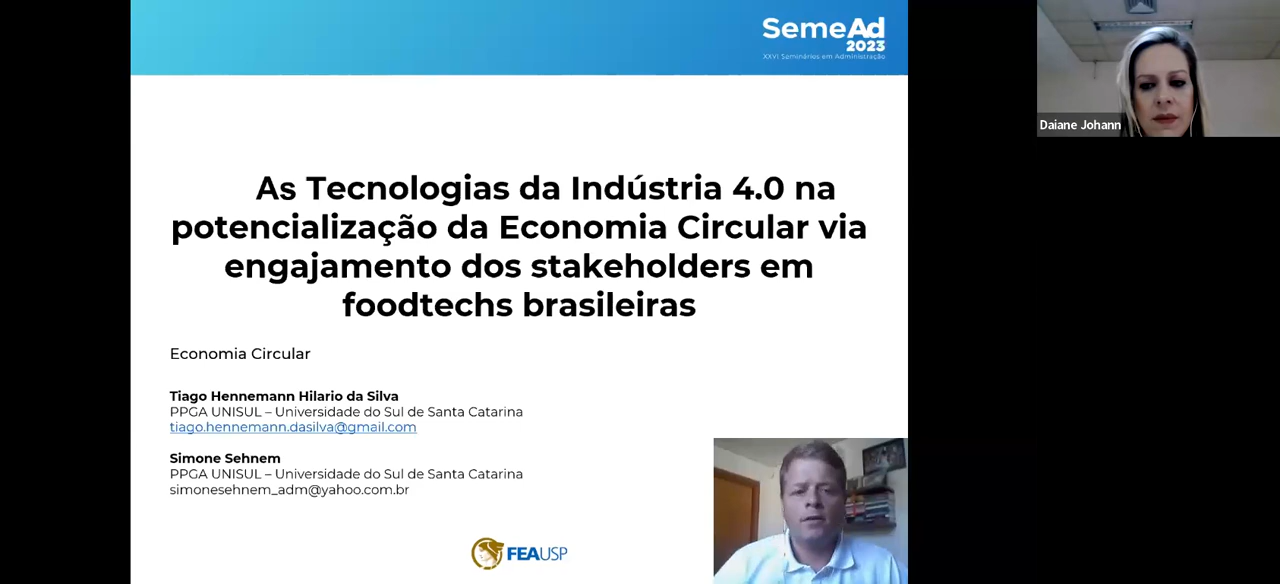 SemeAd
2023
XXVI Seminários em Administração
Daiane Johann
As Tecnologias da Indústria 4.0 na
potencialização da Economia Circular via
engajamento dos stakeholders em
foodtechs brasileiras
Economia Circular
Tiago Hennemann Hilario da Silva
PPGA UNISUL – Universidade do Sul de Santa Catarina
tiago.hennemann.dasilva@gmail.com
Simone Sehnem
PPGA UNISUL – Universidade do Sul de Santa Catarina
simonesehnem_adm@yahoo.com.br
FEAUSP